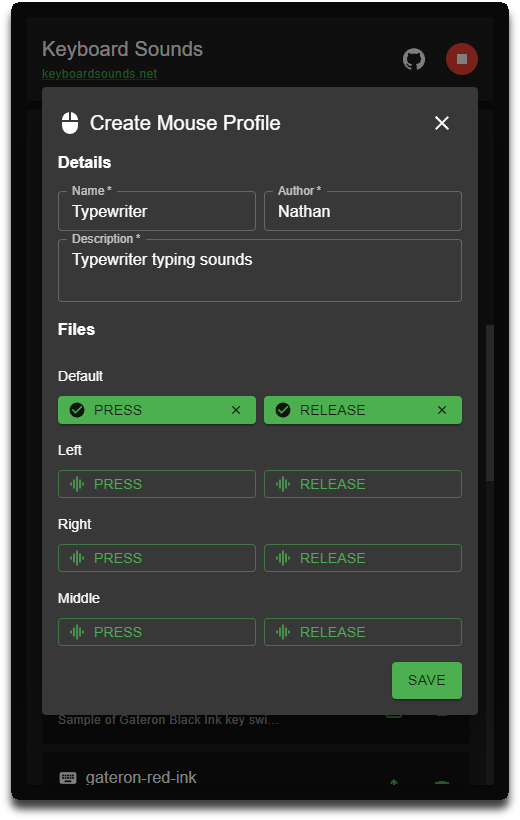 Keyboard Sounds
keyboardsounds.net
Create Mouse Profile
Details
Name *
Author *
Typewriter
Nathan
Description *
Typewriter typing sounds
Files
Default
PRESS
RELEASE
Left
PRESS
RELEASE
Right
PRESS
RELEASE
Middle
PRESS
RELEASE
SAVE
Sample of Gateron Black Ink key swi...
gateron-red-ink